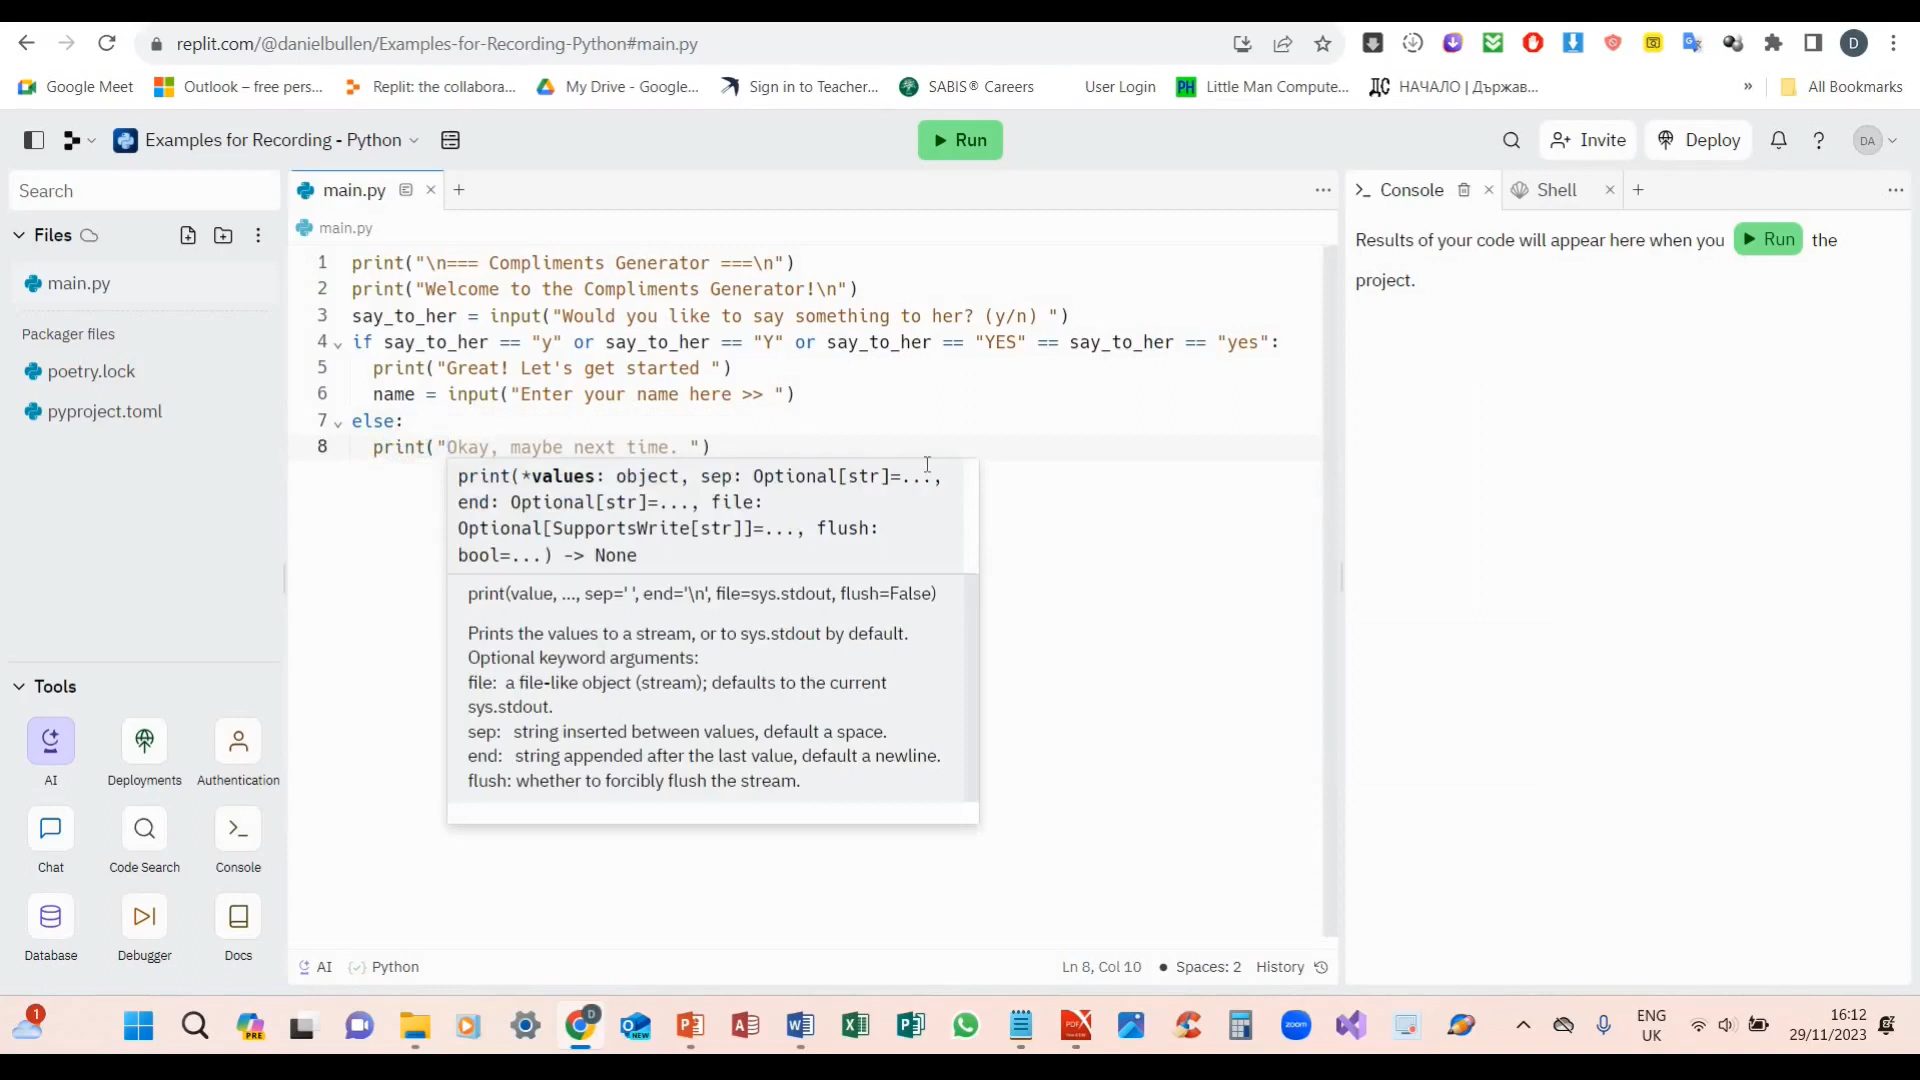 replit.com/@danielbullen/Examples-for-Recording-Python#main.py
D
Google Meet
Outlook – free pers...
Replit: the collabora...
My Drive - Google...
Sign in to Teacher...
SABIS® Careers
User Login
PH Little Man Compute...
ДС НАЧАЛО | Държав...
»
All Bookmarks
Examples for Recording - Python
Run
Invite
Deploy
DA
Search
main.py
Console
Shell
Files
main.py
Results of your code will appear here when you Run the
project.
main.py
Packager files
poetry.lock
pyproject.toml
1 print("\n=== Compliments Generator ===\n")
2 print("Welcome to the Compliments Generator!\n")
3 say_to_her = input("Would you like to say something to her? (y/n) ")
4 if say_to_her == "y" or say_to_her == "Y" or say_to_her == "YES" == say_to_her == "yes":
5 print("Great! Let's get started ")
6 name = input("Enter your name here >> ")
7 else:
8 print("Okay, maybe next time. ")
print(*values: object, sep: Optional[str]=...,
end: Optional[str]=..., file:
Optional[SupportsWrite[str]]=..., flush:
bool=...) -> None
print(value, ..., sep=' ', end='\n', file=sys.stdout, flush=False)
Prints the values to a stream, or to sys.stdout by default.
Optional keyword arguments:
file: a file-like object (stream); defaults to the current
sys.stdout.
sep: string inserted between values, default a space.
end: string appended after the last value, default a newline.
flush: whether to forcibly flush the stream.
Tools
AI
Deployments
Authentication
Chat
Code Search
Console
Database
Debugger
Docs
AI
Python
Ln 8, Col 10
Spaces: 2
History
1
PRE
D
NEW
PDF
zoom
ENG
UK
16:12
29/11/2023